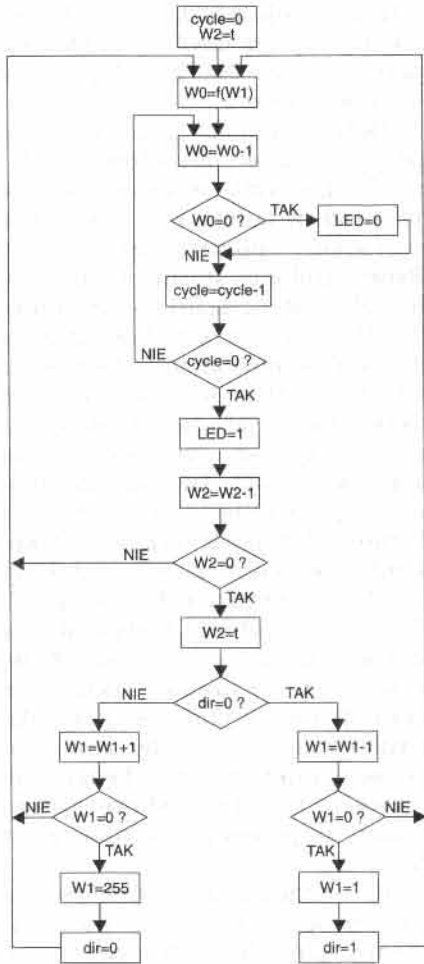 cycle=0
W2=t
W0=f(W1)
W0=W0-1
W0=0 ?
TAK
LED=0
NIE
cycle=cycle-1
NIE
cycle=0 ?
TAK
LED=1
W2=W2-1
NIE
W2=0 ?
TAK
W2=t
NIE
dir=0 ?
TAK
W1=W1+1
W1=W1-1
NIE
W1=0 ?
W1=0 ?
NIE
TAK
TAK
W1=255
W1=1
dir=0
dir=1